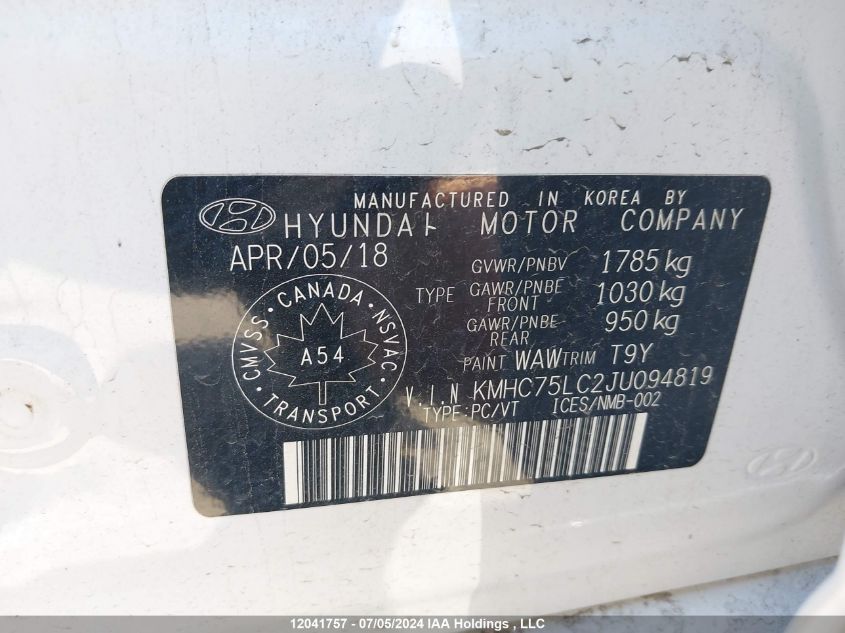 MANUFACTURED IN KOREA BY
HYUNDAI MOTOR COMPANY
APR/05/18
GVWR/PNBV 1785 kg
TYPE GAWR/PNBE FRONT 1030 kg
GAWR/PNBE REAR 950 kg
PAINT WAW TRIM T9Y
V.I.N KMHC75LC2JU094819
TYPE:PC/VT ICES/NMB-002
CMVSS · CANADA · NSVAC
A54
TRANSPORT
12041757 - 07/05/2024 IAA Holdings , LLC